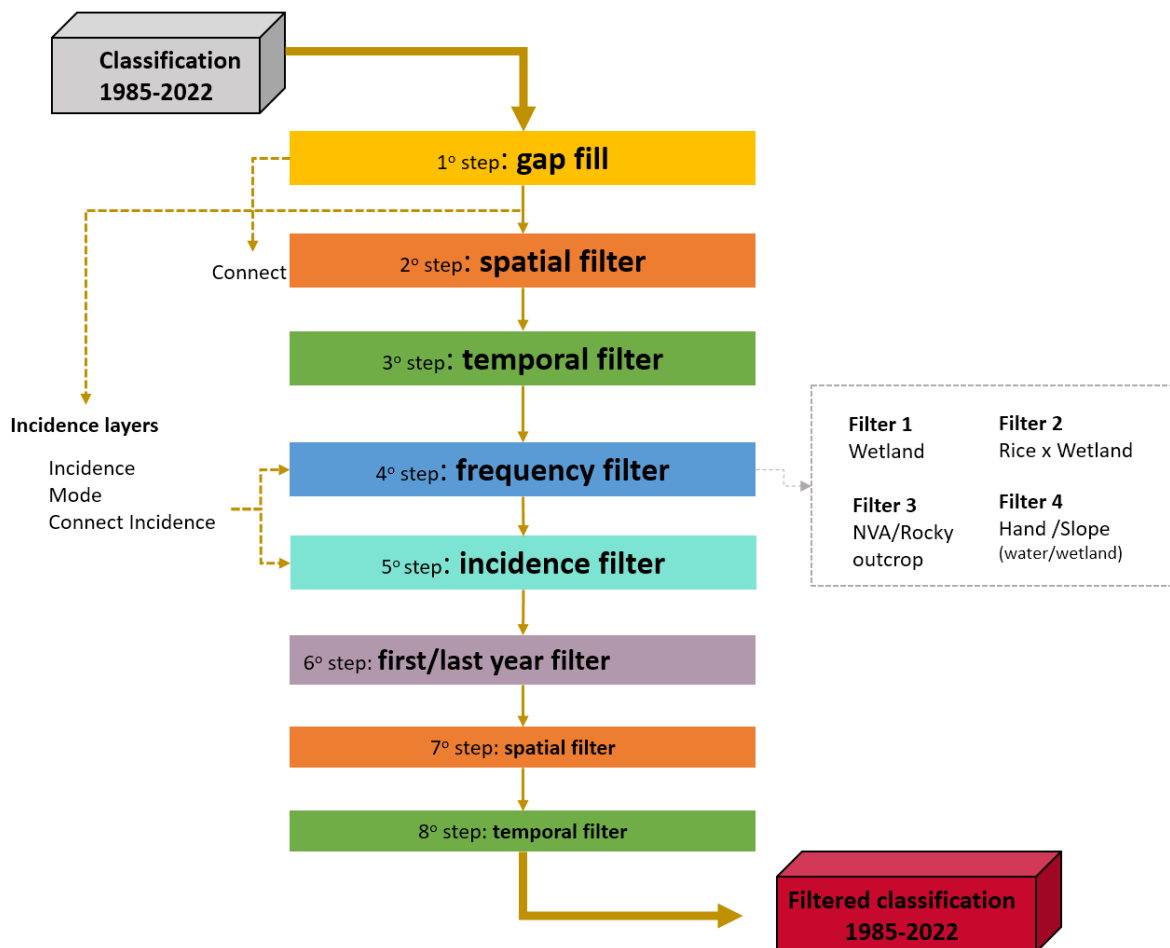 Classification
1985-2022
1º step: gap fill
Connect
2º step: spatial filter
3º step: temporal filter
Incidence layers
Incidence
Mode
Connect Incidence
4º step: frequency filter
Filter 1
Wetland
Filter 2
Rice x Wetland
Filter 3
NVA/Rocky
outcrop
Filter 4
Hand /Slope
(water/wetland)
5º step: incidence filter
6º step: first/last year filter
7º step: spatial filter
8º step: temporal filter
Filtered classification
1985-2022